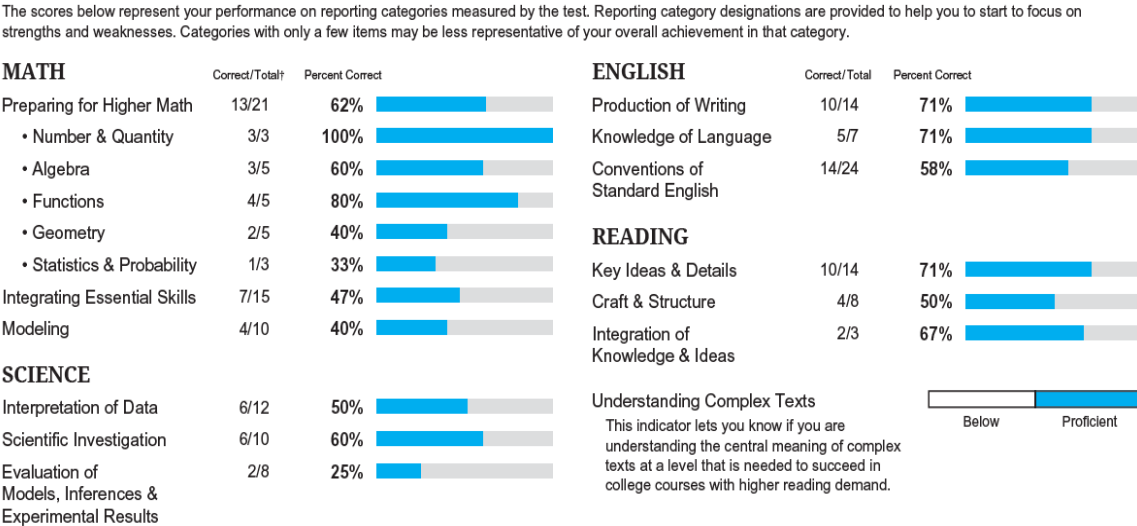 The scores below represent your performance on reporting categories measured by the test. Reporting category designations are provided to help you to start to focus on
strengths and weaknesses. Categories with only a few items may be less representative of your overall achievement in that category.
MATH Correct/Total† Percent Correct
Preparing for Higher Math 13/21 62%
• Number & Quantity 3/3 100%
• Algebra 3/5 60%
• Functions 4/5 80%
• Geometry 2/5 40%
• Statistics & Probability 1/3 33%
Integrating Essential Skills 7/15 47%
Modeling 4/10 40%
SCIENCE
Interpretation of Data 6/12 50%
Scientific Investigation 6/10 60%
Evaluation of 2/8 25%
Models, Inferences &
Experimental Results
ENGLISH Correct/Total Percent Correct
Production of Writing 10/14 71%
Knowledge of Language 5/7 71%
Conventions of 14/24 58%
Standard English
READING
Key Ideas & Details 10/14 71%
Craft & Structure 4/8 50%
Integration of 2/3 67%
Knowledge & Ideas
Understanding Complex Texts
Below Proficient
This indicator lets you know if you are
understanding the central meaning of complex
texts at a level that is needed to succeed in
college courses with higher reading demand.